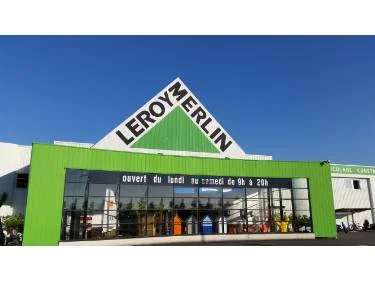 LEROY MERLIN
ouvert du lundi au samedi de 9h à 20h